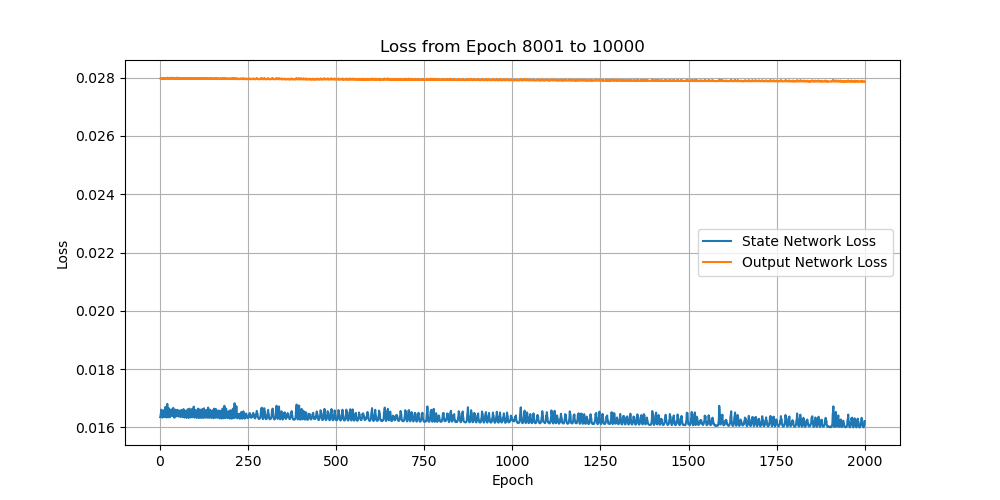 Loss from Epoch 8001 to 10000
Loss
0.028
0.026
0.024
0.022
0.020
0.018
0.016
State Network Loss
Output Network Loss
0 250 500 750 1000 1250 1500 1750 2000
Epoch